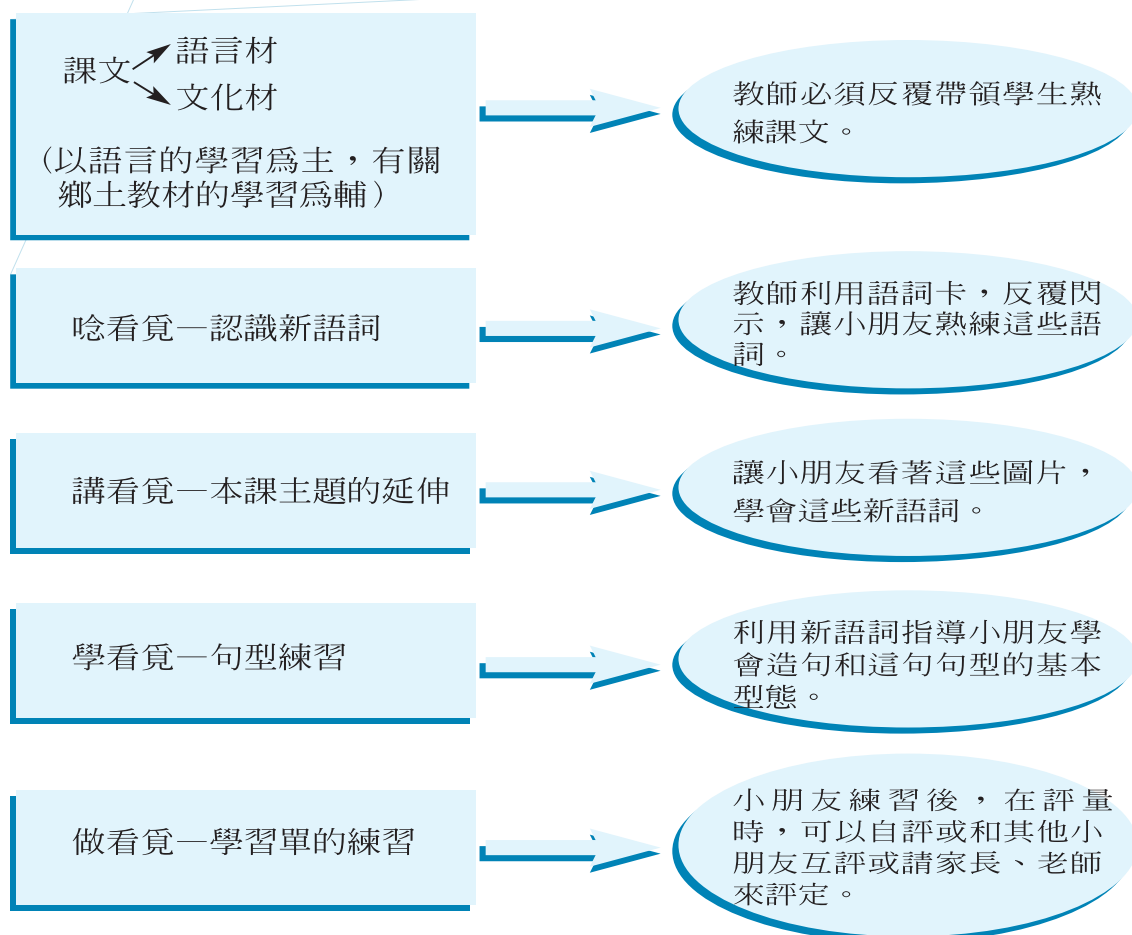 課文
語言材
文化材
（以語言的學習爲主，有關
鄉土教材的學習爲輔）
教師必須反覆帶領學生熟
練課文。
唸看覓—認識新語詞
教師利用語詞卡，反覆閃
示，讓小朋友熟練這些語
詞。
講看覓—本課主題的延伸
讓小朋友看著這些圖片，
學會這些新語詞。
學看覓—句型練習
利用新語詞指導小朋友學
會造句和這句句型的基本
型態。
做看覓—學習單的練習
小朋友練習後，在評量
時，可以自評或和其他小
朋友互評或請家長、老師
來評定。